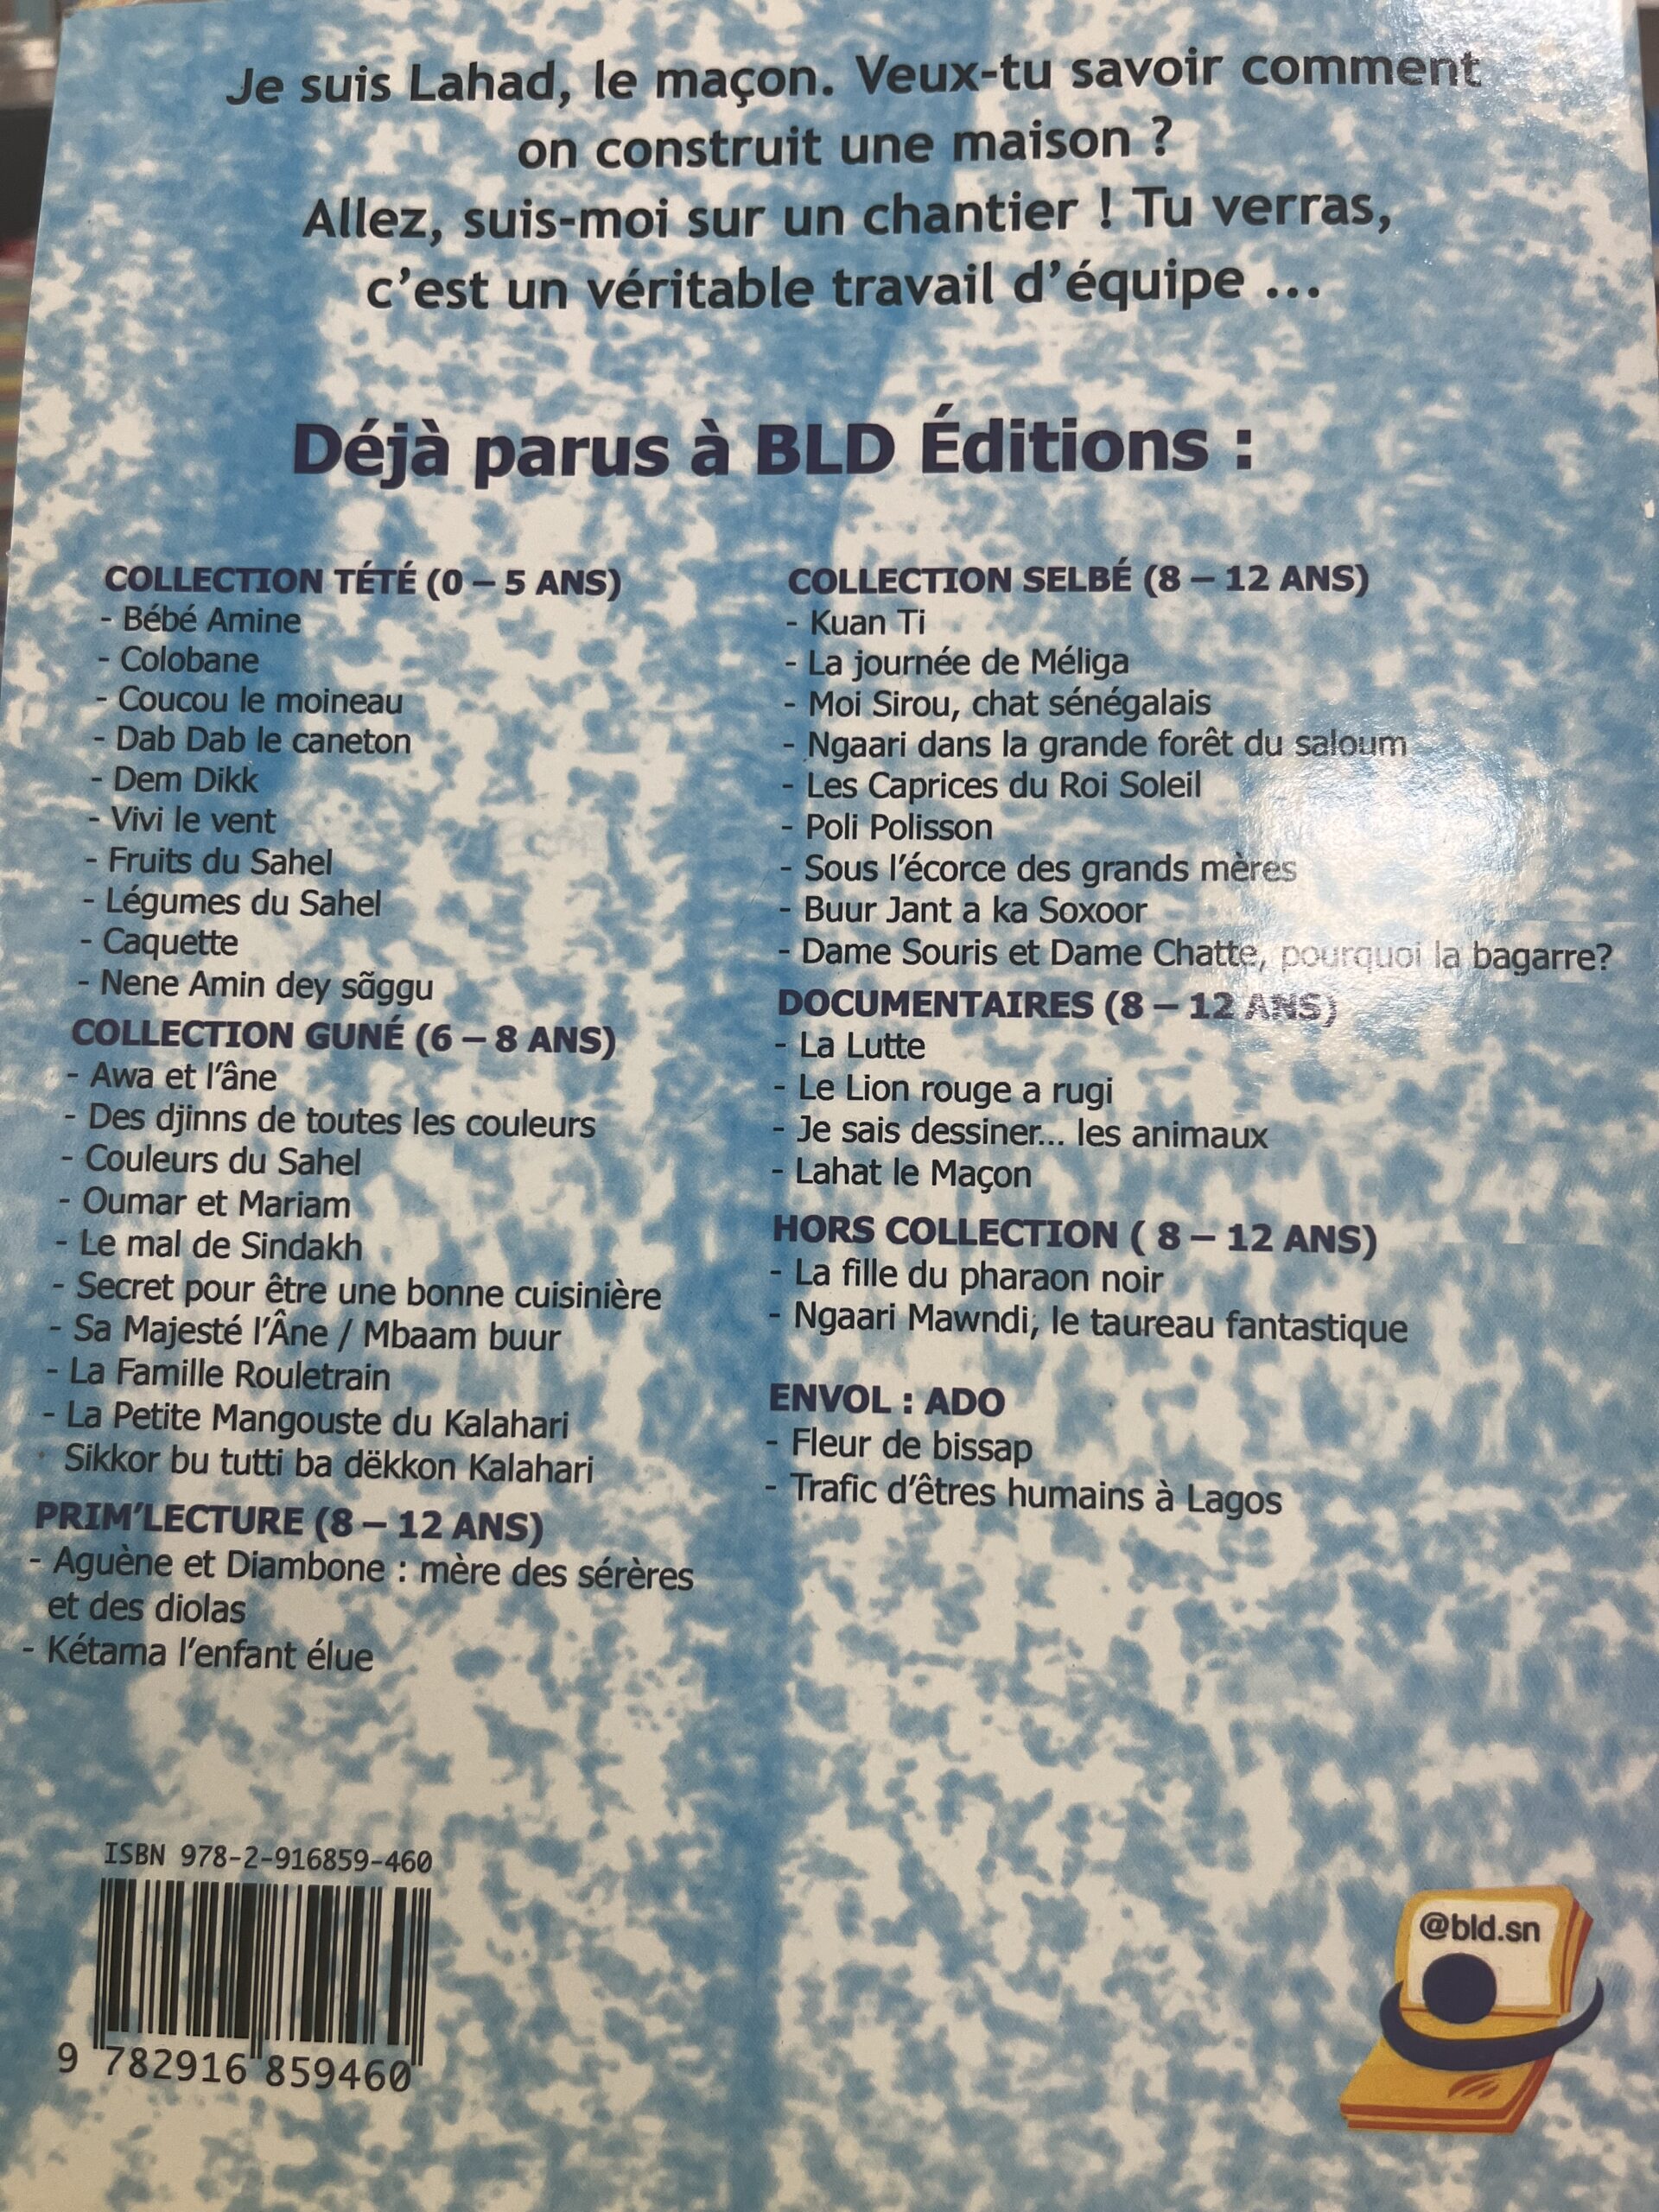 Je suis Lahad, le maçon. Veux-tu savoir comment
on construit une maison ?
Allez, suis-moi sur un chantier ! Tu verras,
c'est un véritable travail d'équipe ...
Déjà parus à BLD Éditions :
COLLECTION TÉTÉ (0 – 5 ANS)
- Bébé Amine
- Colobane
- Coucou le moineau
- Dab Dab le caneton
- Dem Dikk
- Vivi le vent
- Fruits du Sahel
- Légumes du Sahel
- Caquette
- Nene Amin dey sãggu
COLLECTION GUNÉ (6 – 8 ANS)
- Awa et l'âne
- Des djinns de toutes les couleurs
- Couleurs du Sahel
- Oumar et Mariam
- Le mal de Sindakh
- Secret pour être une bonne cuisinière
- Sa Majesté l'Âne / Mbaam buur
- La Famille Rouletrain
- La Petite Mangouste du Kalahari
Sikkor bu tutti ba dëkkon Kalahari
PRIM'LECTURE (8 – 12 ANS)
- Aguène et Diambone : mère des sérères
et des diolas
- Kétama l'enfant élue
COLLECTION SELBÉ (8 – 12 ANS)
- Kuan Ti
- La journée de Méliga
- Moi Sirou, chat sénégalais
- Ngaari dans la grande forêt du saloum
- Les Caprices du Roi Soleil
- Poli Polisson
- Sous l'écorce des grands mères
- Buur Jant a ka Soxoor
- Dame Souris et Dame Chatte, pourquoi la bagarre?
DOCUMENTAIRES (8 – 12 ANS)
- La Lutte
- Le Lion rouge a rugi
- Je sais dessiner... les animaux
- Lahat le Maçon
HORS COLLECTION ( 8 – 12 ANS)
- La fille du pharaon noir
- Ngaari Mawndi, le taureau fantastique
ENVOL : ADO
- Fleur de bissap
- Trafic d'êtres humains à Lagos
ISBN 978-2-916859-460
9 782916 859460
@bld.sn